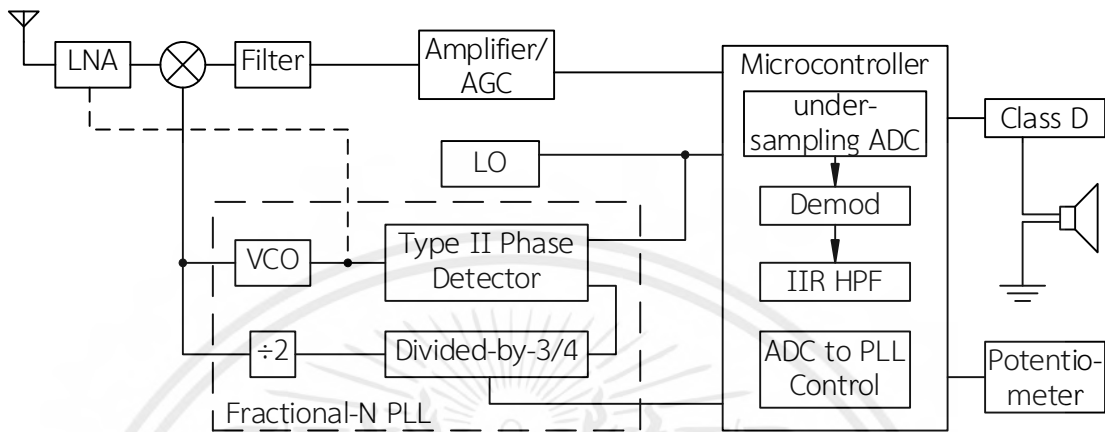 LNA
Filter
Amplifier/
AGC
Microcontroller
under-
sampling ADC
Class D
LO
Demod
VCO
Type II Phase
Detector
IIR HPF
÷2
Divided-by-3/4
ADC to PLL
Control
Potentio-
meter
Fractional-N PLL